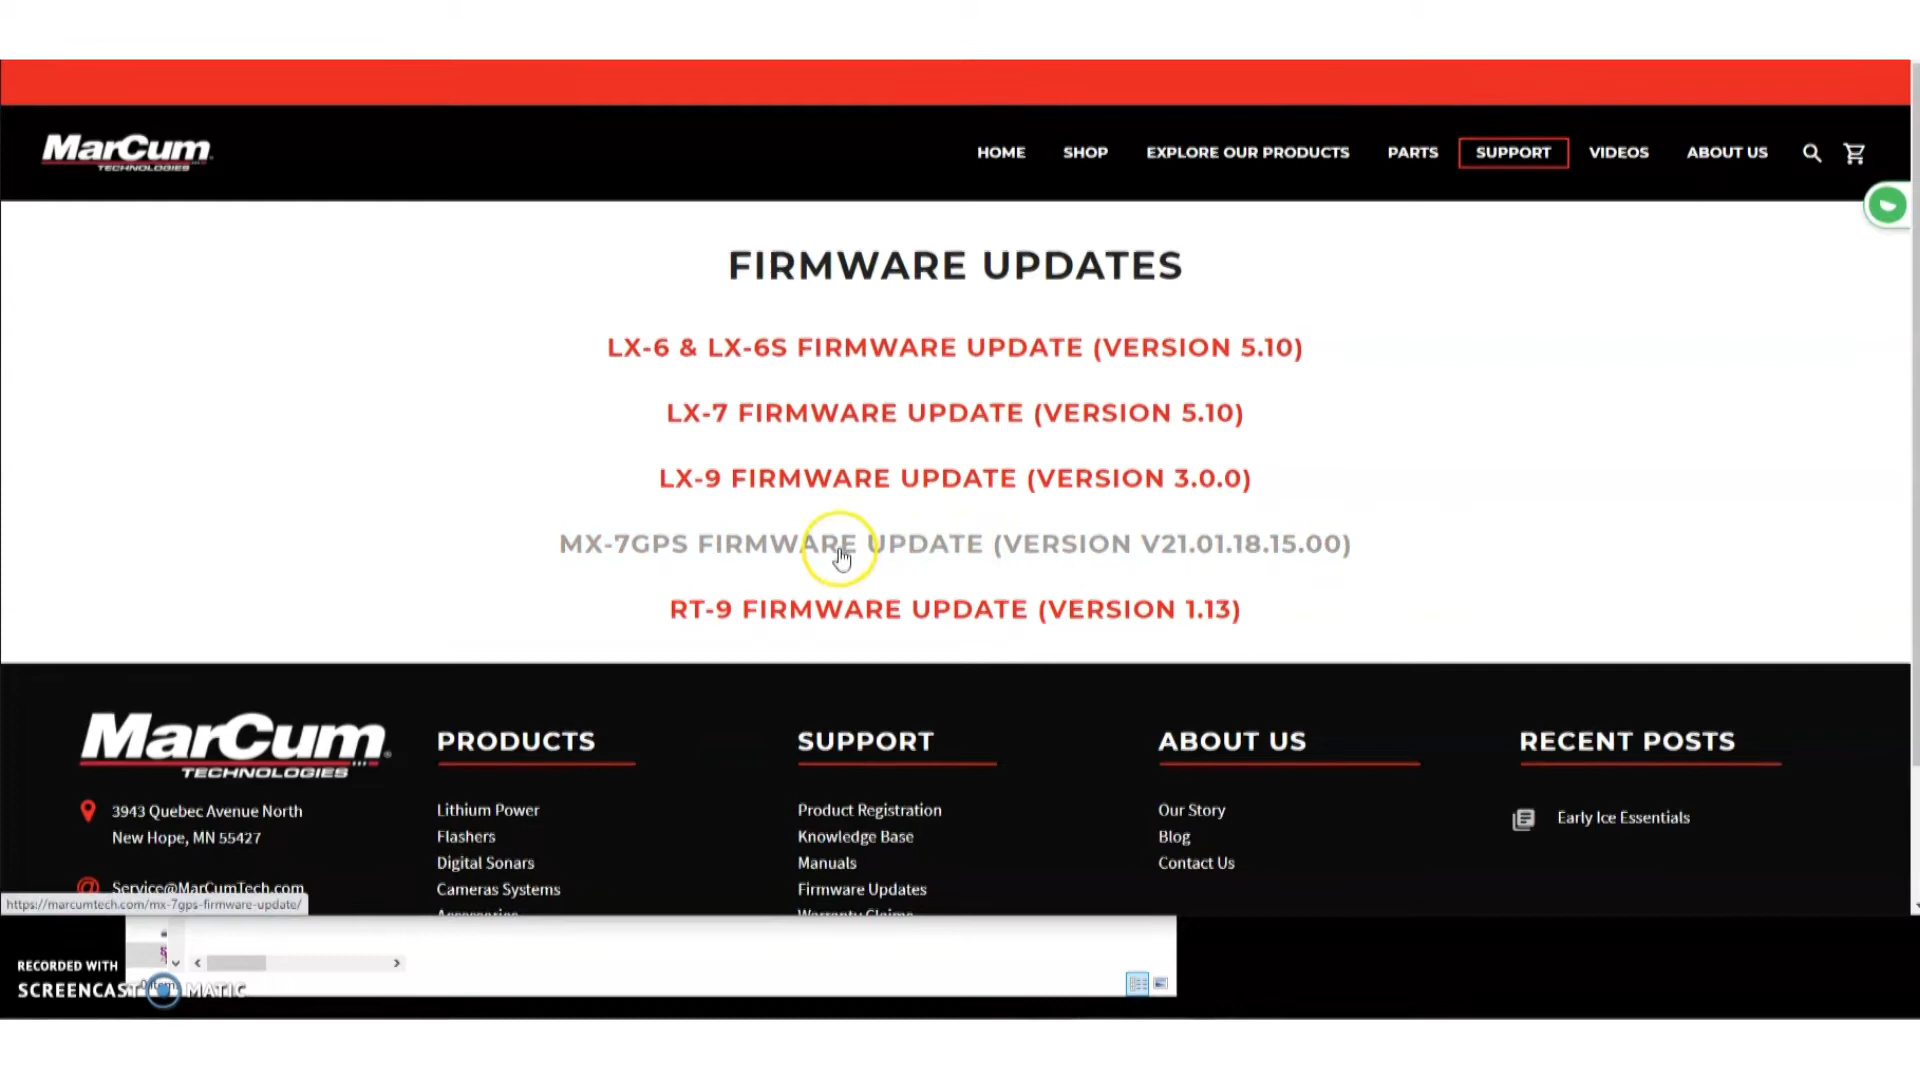 MarCum
TECHNOLOGIES
HOME SHOP EXPLORE OUR PRODUCTS PARTS SUPPORT VIDEOS ABOUT US
FIRMWARE UPDATES
LX-6 & LX-6S FIRMWARE UPDATE (VERSION 5.10)
LX-7 FIRMWARE UPDATE (VERSION 5.10)
LX-9 FIRMWARE UPDATE (VERSION 3.0.0)
MX-7GPS FIRMWARE UPDATE (VERSION V21.01.18.15.00)
RT-9 FIRMWARE UPDATE (VERSION 1.13)
MarCum
TECHNOLOGIES
3943 Quebec Avenue North
New Hope, MN 55427
Service@MarCumTech.com
PRODUCTS
Lithium Power
Flashers
Digital Sonars
Cameras Systems
Accessories
SUPPORT
Product Registration
Knowledge Base
Manuals
Firmware Updates
Warranty Claims
ABOUT US
Our Story
Blog
Contact Us
RECENT POSTS
Early Ice Essentials
https://marcumtech.com/mx-7gps-firmware-update/
RECORDED WITH
SCREENCAST MATIC